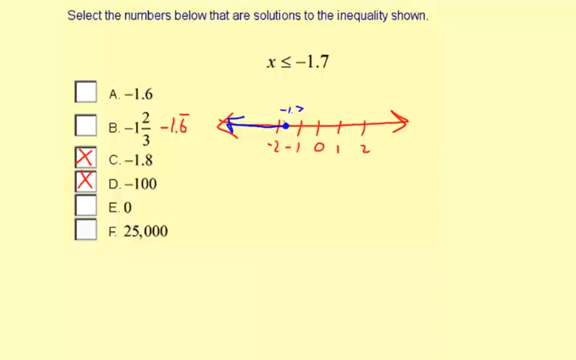 Select the numbers below that are solutions to the inequality shown.
x ≤ −1.7
A. −1.6
B. −1 2/3 −1.6̅
C. −1.8
D. −100
E. 0
F. 25,000
−1.7
−2 −1 0 1 2